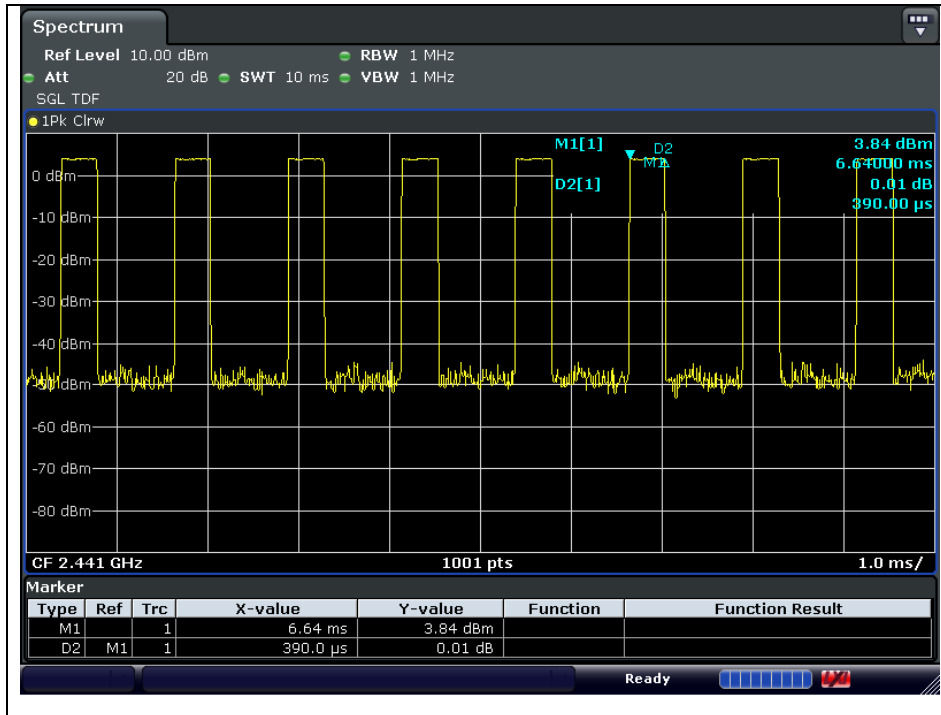 Spectrum
Ref Level 10.00 dBm RBW 1 MHz
Att 20 dB SWT 10 ms VBW 1 MHz
SGL TDF
1Pk Clrw
M1[1] 3.84 dBm
6.64000 ms
D2[1] 0.01 dB
390.00 µs
D2
M1
0 dBm
-10 dBm
-20 dBm
-30 dBm
-40 dBm
-50 dBm
-60 dBm
-70 dBm
-80 dBm
CF 2.441 GHz 1001 pts 1.0 ms/
Marker
Type Ref Trc X-value Y-value Function Function Result
M1 1 6.64 ms 3.84 dBm
D2 M1 1 390.0 µs 0.01 dB
Ready